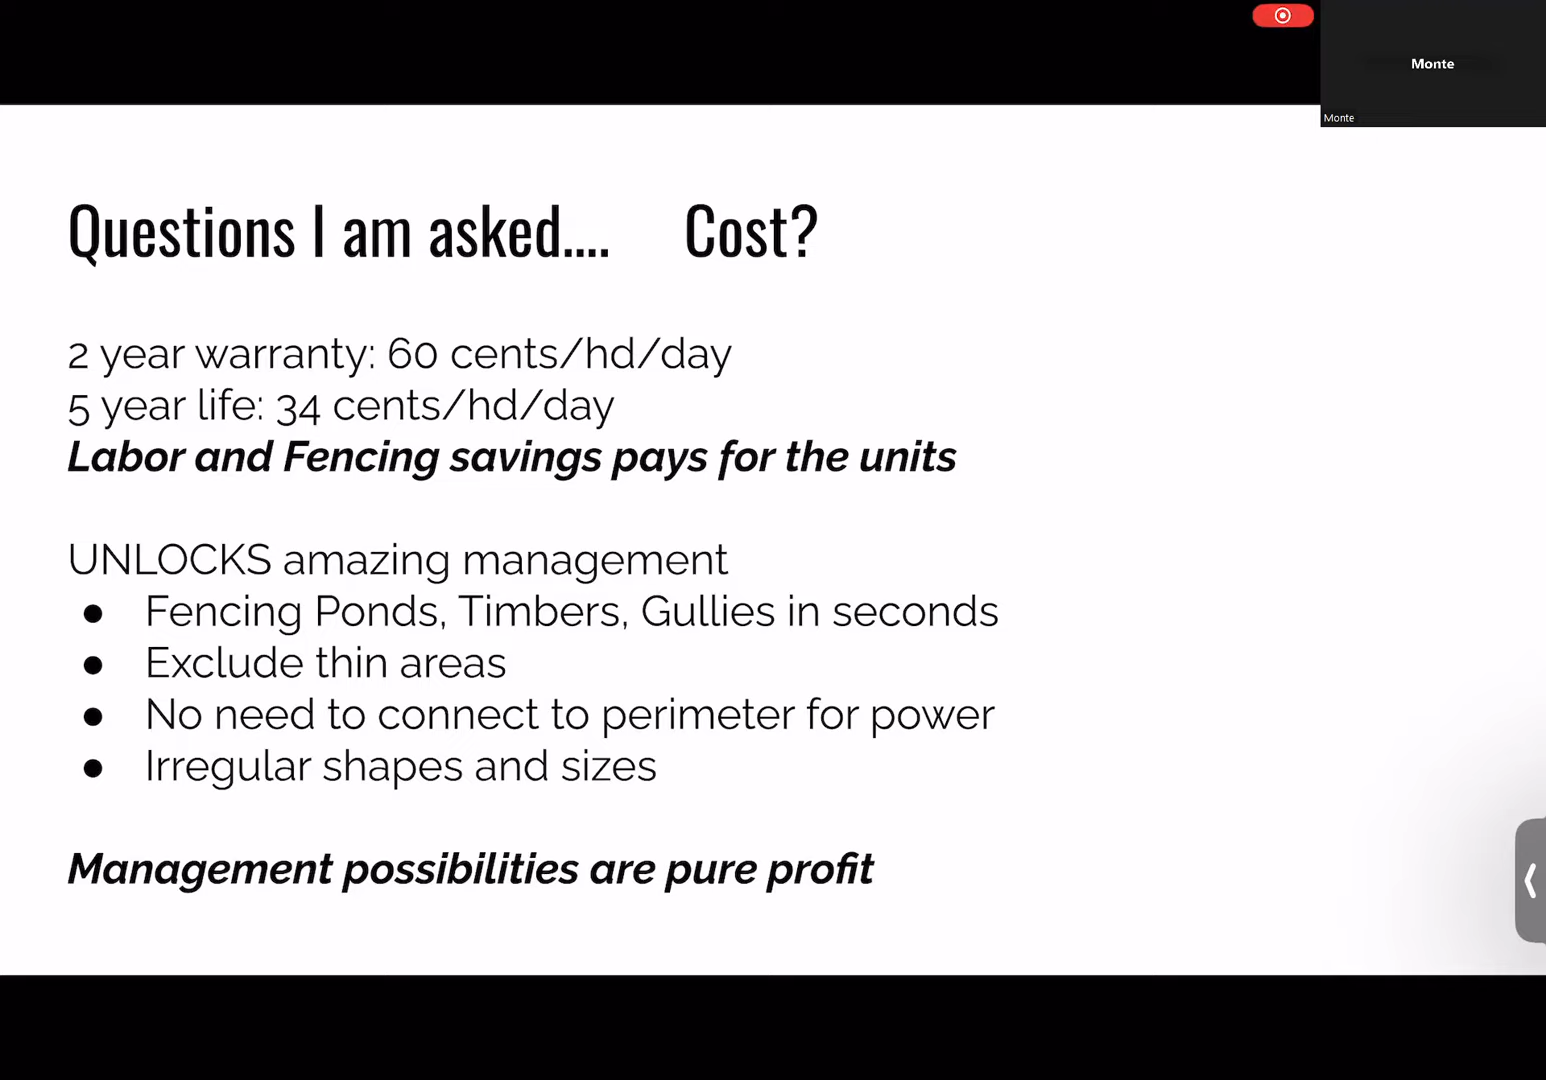 Monte
Monte
Questions I am asked.... Cost?
2 year warranty: 60 cents/hd/day
5 year life: 34 cents/hd/day
Labor and Fencing savings pays for the units
UNLOCKS amazing management
● Fencing Ponds, Timbers, Gullies in seconds
● Exclude thin areas
● No need to connect to perimeter for power
● Irregular shapes and sizes
Management possibilities are pure profit